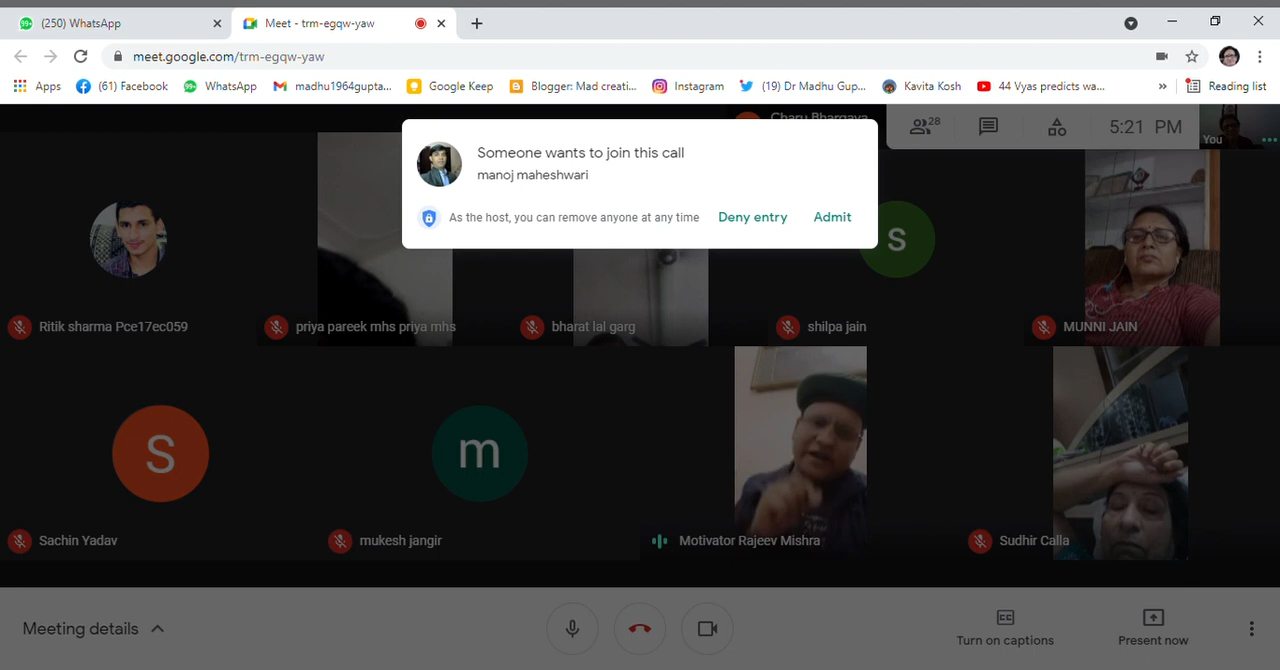 99+ (250) WhatsApp
Meet - trm-egqw-yaw
meet.google.com/trm-egqw-yaw
Apps (61) Facebook 99+ WhatsApp madhu1964gupta... Google Keep Blogger: Mad creati... Instagram (19) Dr Madhu Gup... Kavita Kosh 44 Vyas predicts wa... » Reading list
Charu Bhargava
28 5:21 PM You
Someone wants to join this call
manoj maheshwari
As the host, you can remove anyone at any time Deny entry Admit
S
Ritik sharma Pce17ec059 priya pareek mhs priya mhs bharat lal garg shilpa jain MUNNI JAIN
S m
Sachin Yadav mukesh jangir Motivator Rajeev Mishra Sudhir Calla
Meeting details
CC
Turn on captions Present now